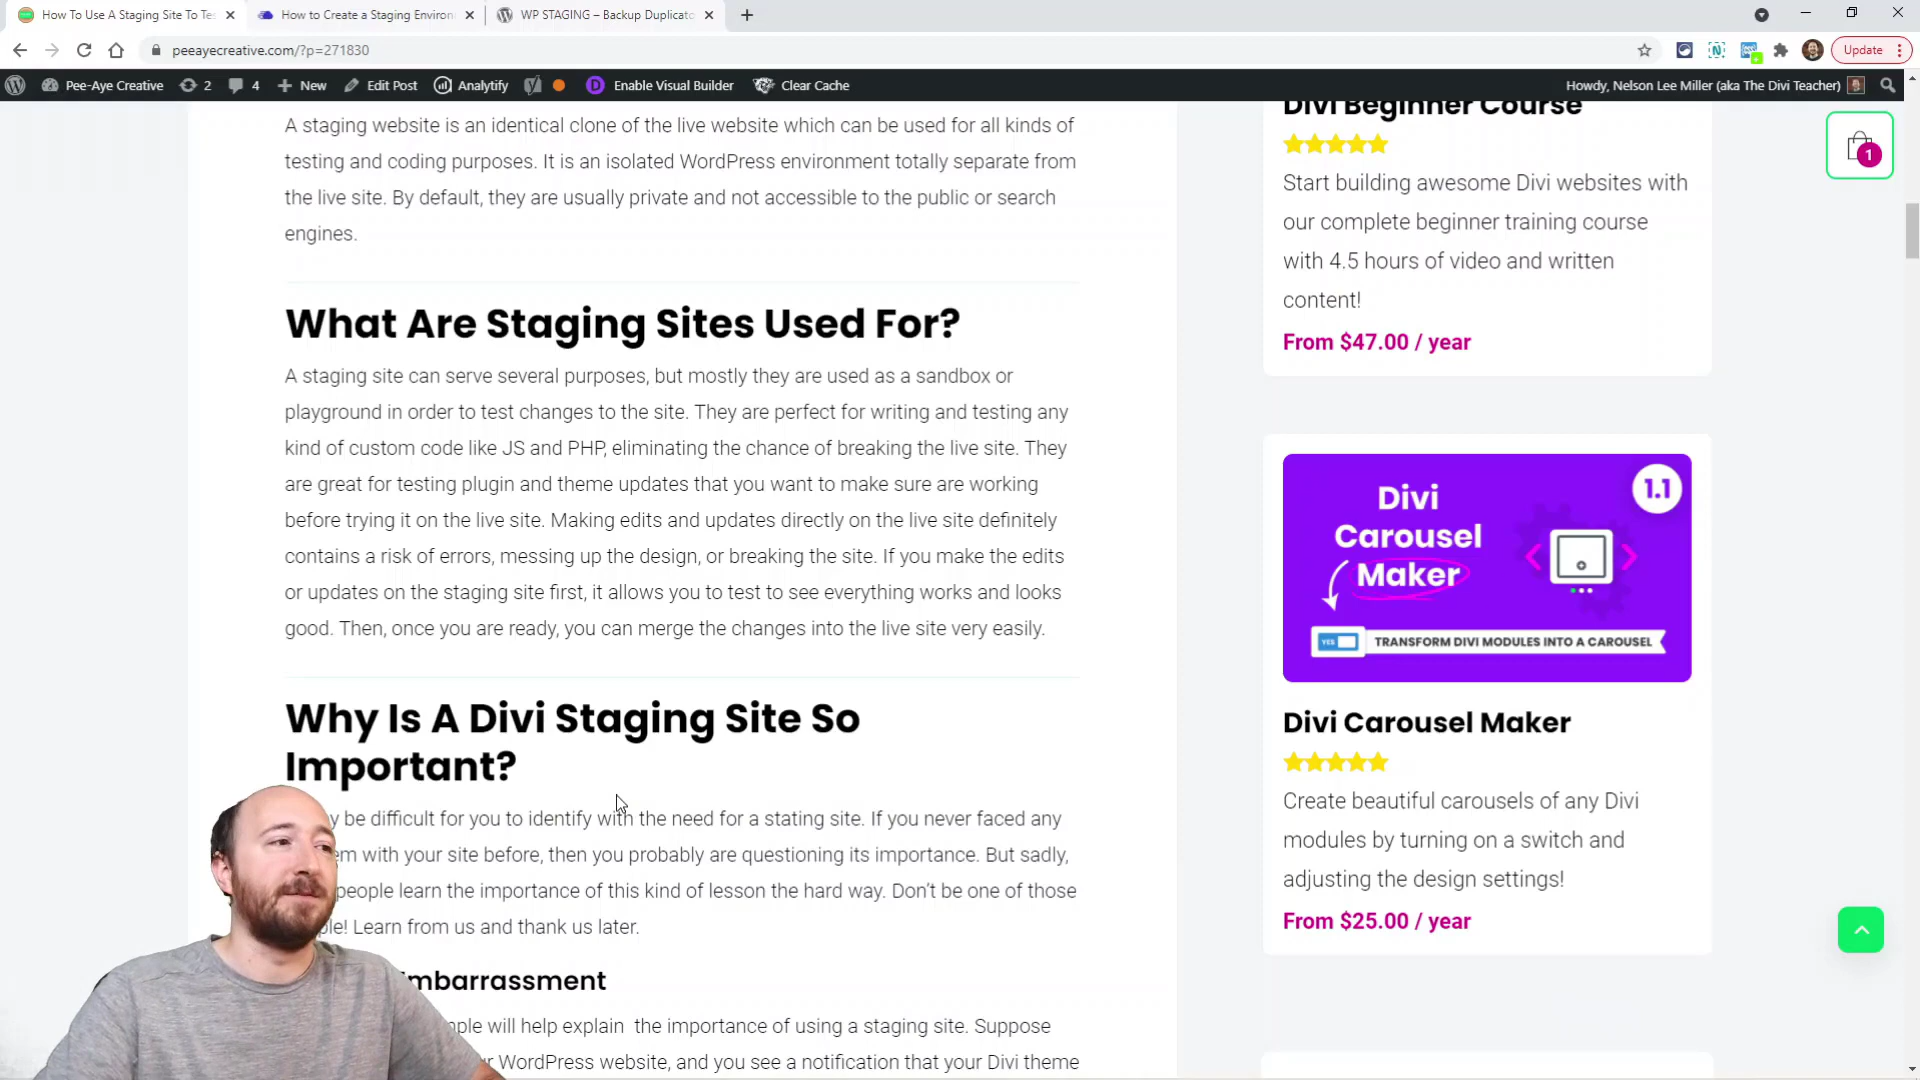 How To Use A Staging Site To Tes
How to Create a Staging Environ
WP STAGING – Backup Duplicato
peeayecreative.com/?p=271830
Update
Pee-Aye Creative
2
4
New
Edit Post
Analytify
Enable Visual Builder
Clear Cache
Howdy, Nelson Lee Miller (aka The Divi Teacher)
A staging website is an identical clone of the live website which can be used for all kinds of
testing and coding purposes. It is an isolated WordPress environment totally separate from
the live site. By default, they are usually private and not accessible to the public or search
engines.
What Are Staging Sites Used For?
A staging site can serve several purposes, but mostly they are used as a sandbox or
playground in order to test changes to the site. They are perfect for writing and testing any
kind of custom code like JS and PHP, eliminating the chance of breaking the live site. They
are great for testing plugin and theme updates that you want to make sure are working
before trying it on the live site. Making edits and updates directly on the live site definitely
contains a risk of errors, messing up the design, or breaking the site. If you make the edits
or updates on the staging site first, it allows you to test to see everything works and looks
good. Then, once you are ready, you can merge the changes into the live site very easily.
Why Is A Divi Staging Site So
Important?
be difficult for you to identify with the need for a stating site. If you never faced any
with your site before, then you probably are questioning its importance. But sadly,
people learn the importance of this kind of lesson the hard way. Don't be one of those
Learn from us and thank us later.
mbarrassment
will help explain the importance of using a staging site. Suppose
WordPress website, and you see a notification that your Divi theme
Divi Beginner Course
Start building awesome Divi websites with
our complete beginner training course
with 4.5 hours of video and written
content!
From $47.00 / year
1
Divi
Carousel
Maker
1.1
YES
TRANSFORM DIVI MODULES INTO A CAROUSEL
Divi Carousel Maker
Create beautiful carousels of any Divi
modules by turning on a switch and
adjusting the design settings!
From $25.00 / year